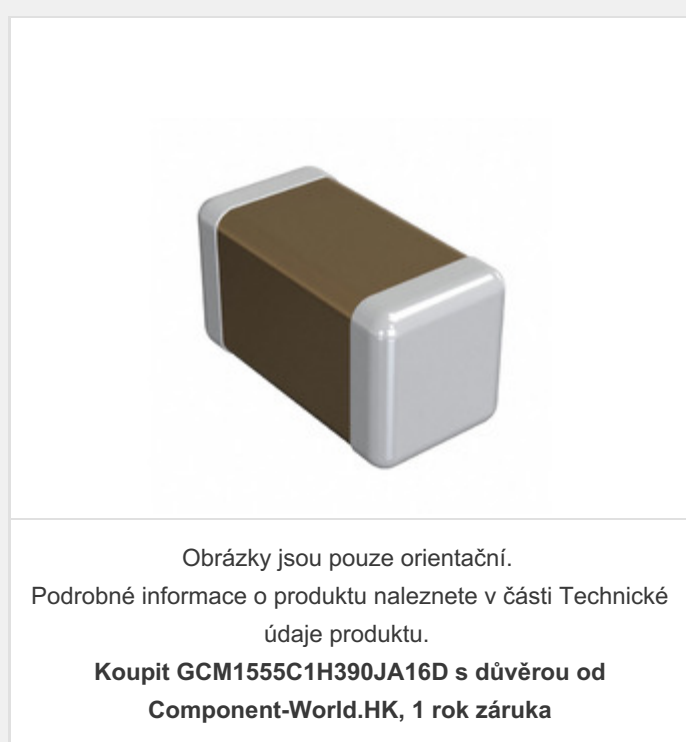 Obrázky jsou pouze orientační.
Podrobné informace o produktu naleznete v části Technické
údaje produktu.
Koupit GCM1555C1H390JA16D s důvěrou od
Component-World.HK, 1 rok záruka